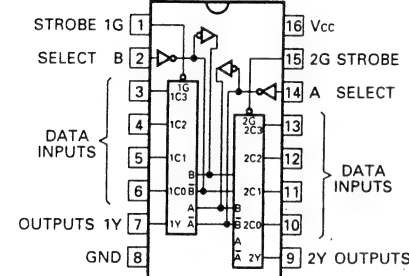 STROBE 1G 1 16 Vcc
SELECT B 2 15 2G STROBE
1G 14 A SELECT
3 1C3 2G 13
2C3
4 1C2 2C2 12
DATA INPUTS DATA INPUTS
5 1C1 2C1 11
B
6 1C0 B̅ B 2C0 10
A B̅
OUTPUTS 1Y 7 1Y A̅ A
GND 8 A̅ 2Y 9 2Y OUTPUTS